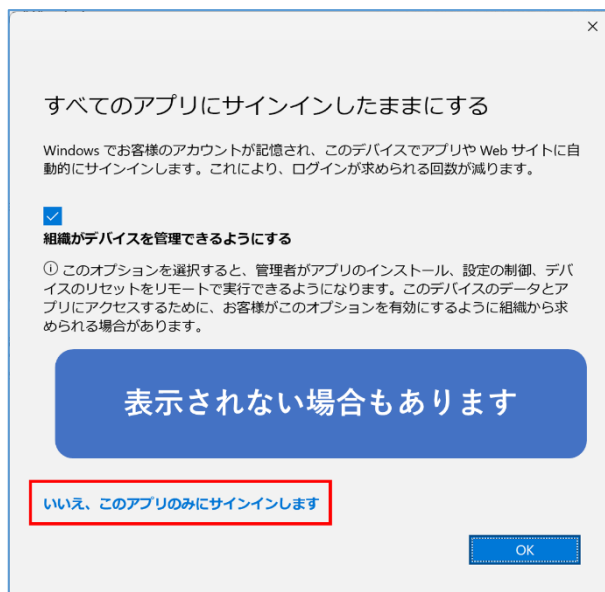 すべてのアプリにサインインしたままにする
Windows でお客様のアカウントが記憶され、このデバイスでアプリや Web サイトに自
動的にサインインします。これにより、ログインが求められる回数が減ります。
組織がデバイスを管理できるようにする
このオプションを選択すると、管理者がアプリのインストール、設定の制御、デバ
イスのリセットをリモートで実行できるようになります。このデバイスのデータとア
プリにアクセスするために、お客様がこのオプションを有効にするように組織から求
められる場合があります。
表示されない場合もあります
いいえ、このアプリのみにサインインします
OK